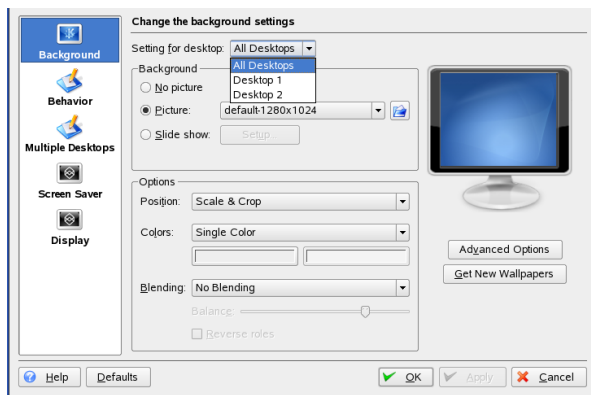 Change the background settings
Background
Behavior
Multiple Desktops
Screen Saver
Display
Setting for desktop: All Desktops
All Desktops
Desktop 1
Desktop 2
Background
No picture
Picture: default-1280x1024
Slide show: Setup...
Options
Position: Scale & Crop
Colors: Single Color
Blending: No Blending
Balance:
Reverse roles
Advanced Options
Get New Wallpapers
Help
Defaults
OK
Apply
Cancel